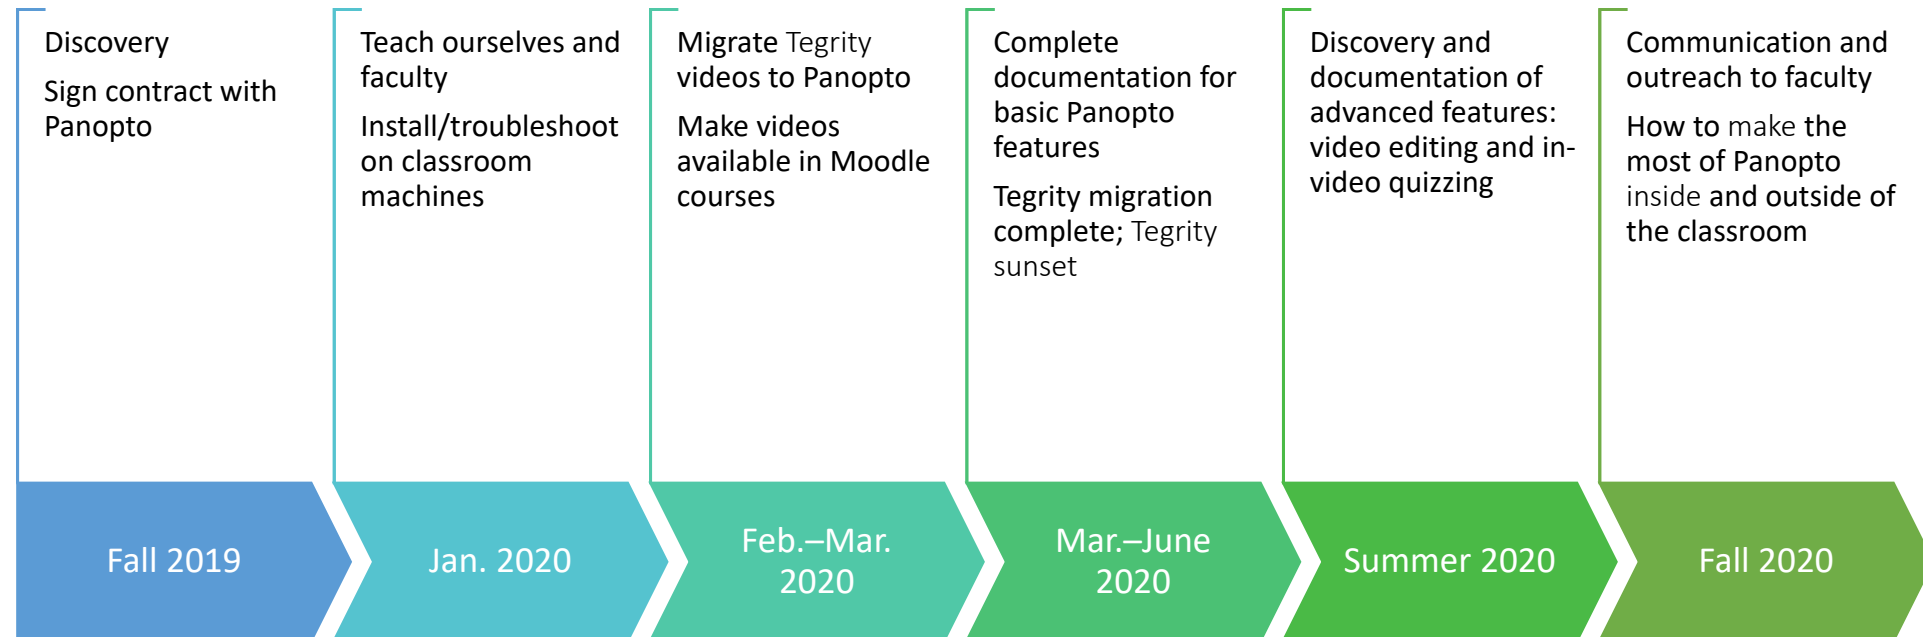 Discovery
Sign contract with
Panopto
Teach ourselves and
faculty
Install/troubleshoot
on classroom
machines
Migrate Tegrity
videos to Panopto
Make videos
available in Moodle
courses
Complete
documentation for
basic Panopto
features
Tegrity migration
complete; Tegrity
sunset
Discovery and
documentation of
advanced features:
video editing and in-
video quizzing
Communication and
outreach to faculty
How to make the
most of Panopto
inside and outside of
the classroom
Fall 2019
Jan. 2020
Feb.–Mar.
2020
Mar.–June
2020
Summer 2020
Fall 2020